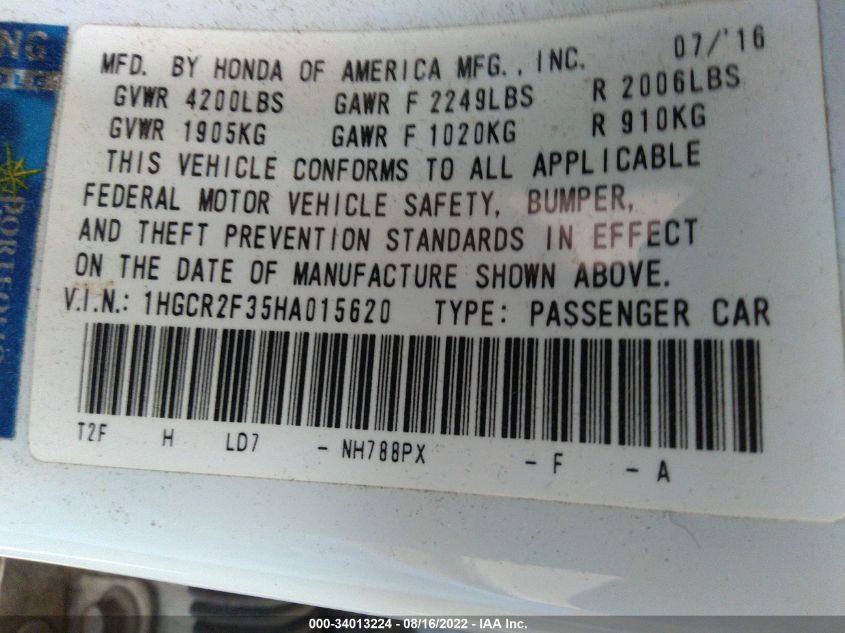 NG
MFD. BY HONDA OF AMERICA MFG., INC. 07/'16
GVWR 4200LBS GAWR F 2249LBS R 2006LBS
GVWR 1905KG GAWR F 1020KG R 910KG
THIS VEHICLE CONFORMS TO ALL APPLICABLE
FEDERAL MOTOR VEHICLE SAFETY, BUMPER,
AND THEFT PREVENTION STANDARDS IN EFFECT
ON THE DATE OF MANUFACTURE SHOWN ABOVE.
V.I.N.: 1HGCR2F35HA015620 TYPE: PASSENGER CAR
T2F H LD7 - NH788PX - F - A
000-34013224 - 08/16/2022 - IAA Inc.